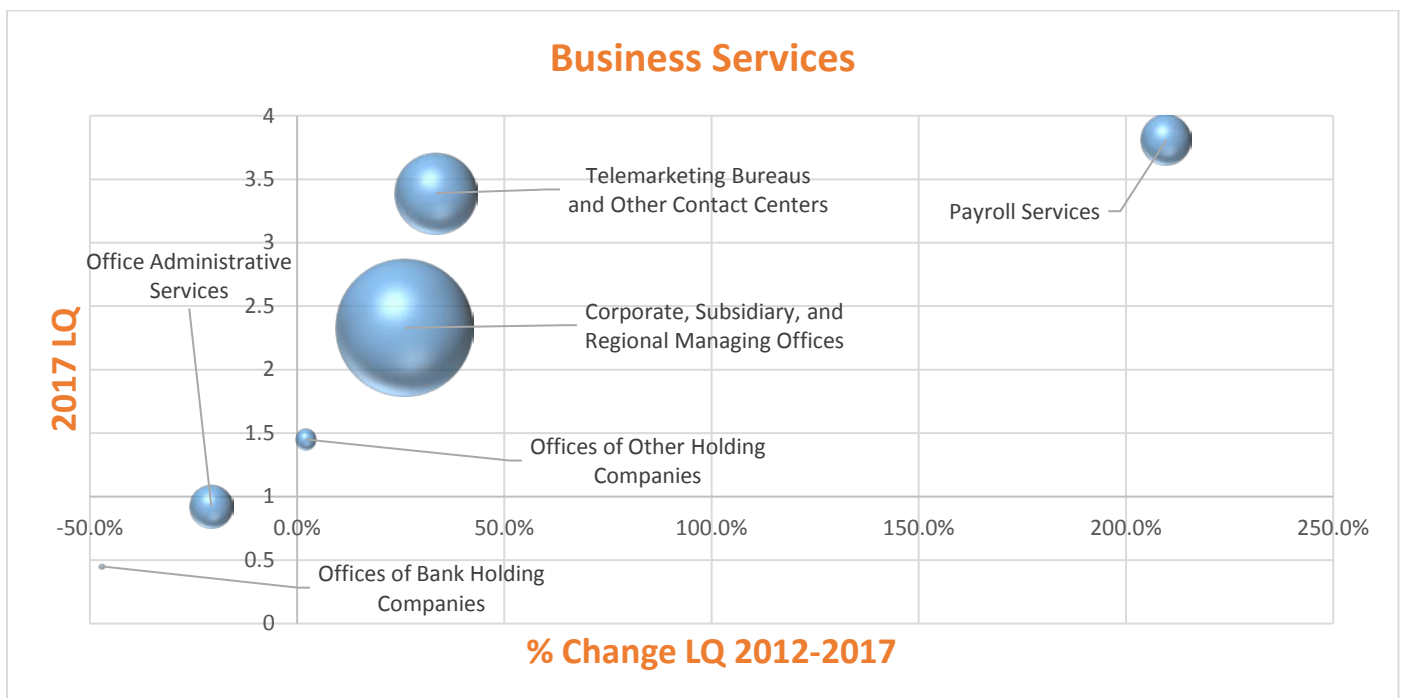 Business Services
4
3.5
3
2.5
2
1.5
1
0.5
0
2017 LQ
-50.0%
0.0%
50.0%
100.0%
150.0%
200.0%
250.0%
Telemarketing Bureaus
and Other Contact Centers
Payroll Services
Office Administrative
Services
Corporate, Subsidiary, and
Regional Managing Offices
Offices of Other Holding
Companies
Offices of Bank Holding
Companies
% Change LQ 2012-2017